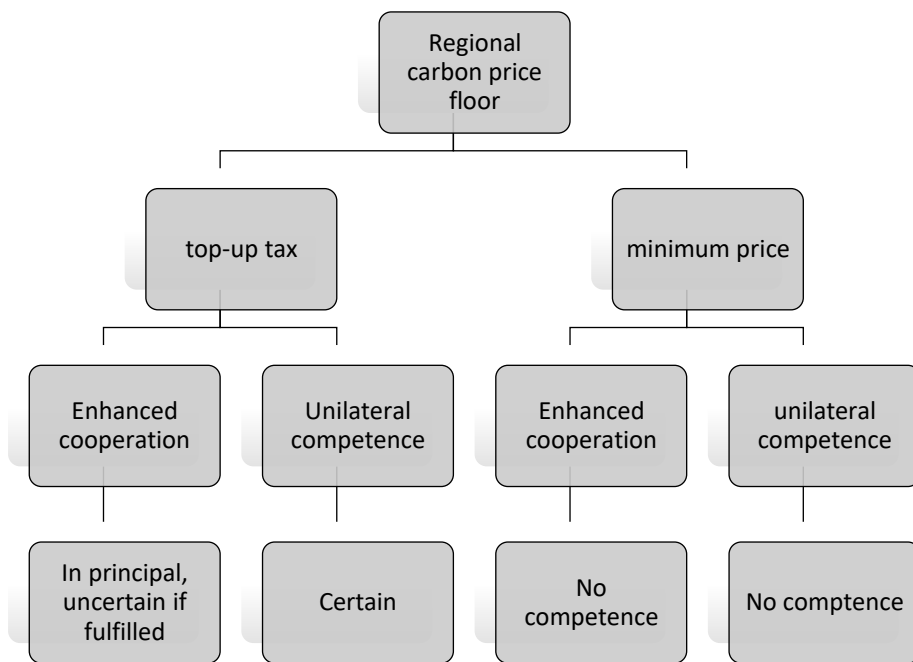 Regional
carbon price
floor
top-up tax
minimum price
Enhanced
cooperation
Unilateral
competence
Enhanced
cooperation
unilateral
competence
In principal,
uncertain if
fulfilled
Certain
No
competence
No comptence